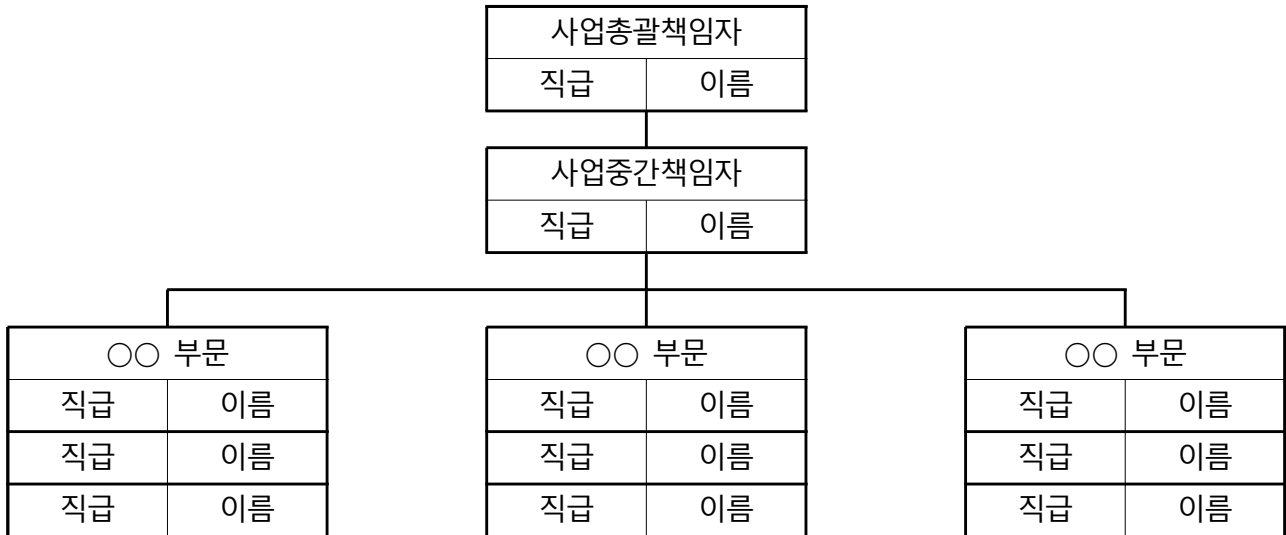 사업총괄책임자
직급 이름
사업중간책임자
직급 이름
○○ 부문 ○○ 부문 ○○ 부문
직급 이름 직급 이름 직급 이름
직급 이름 직급 이름 직급 이름
직급 이름 직급 이름 직급 이름